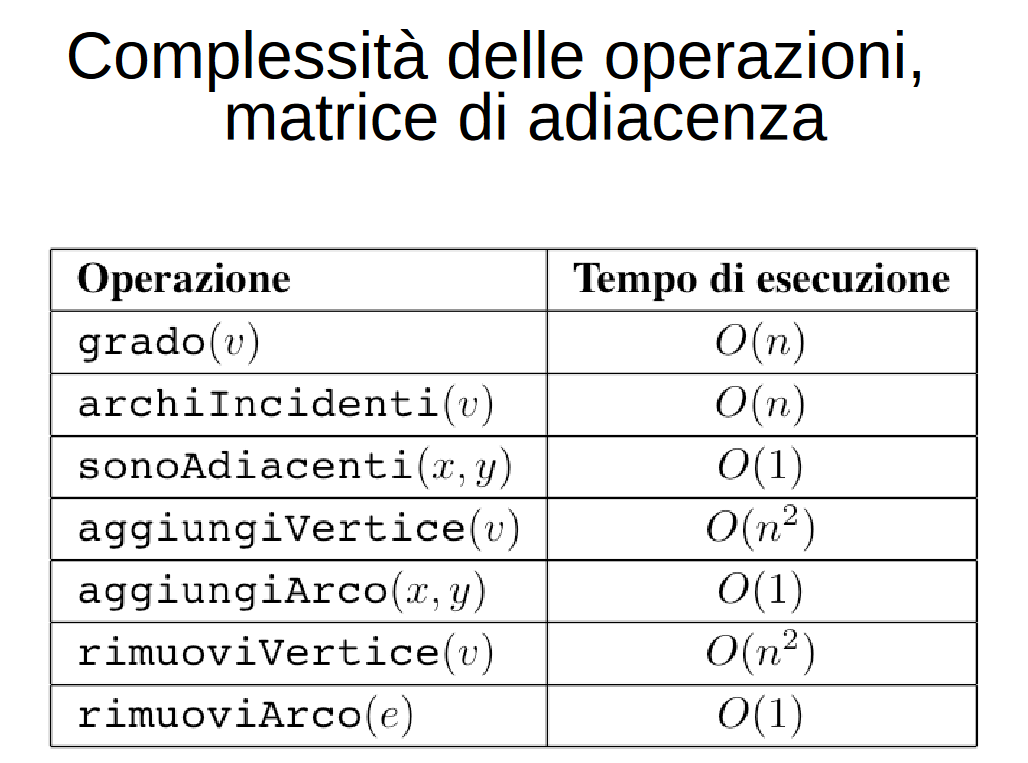 Complessità delle operazioni,
matrice di adiacenza
Operazione Tempo di esecuzione
grado(v) O(n)
archiIncidenti(v) O(n)
sonoAdiacenti(x, y) O(1)
aggiungiVertice(v) O(n²)
aggiungiArco(x, y) O(1)
rimuoviVertice(v) O(n²)
rimuoviArco(e) O(1)